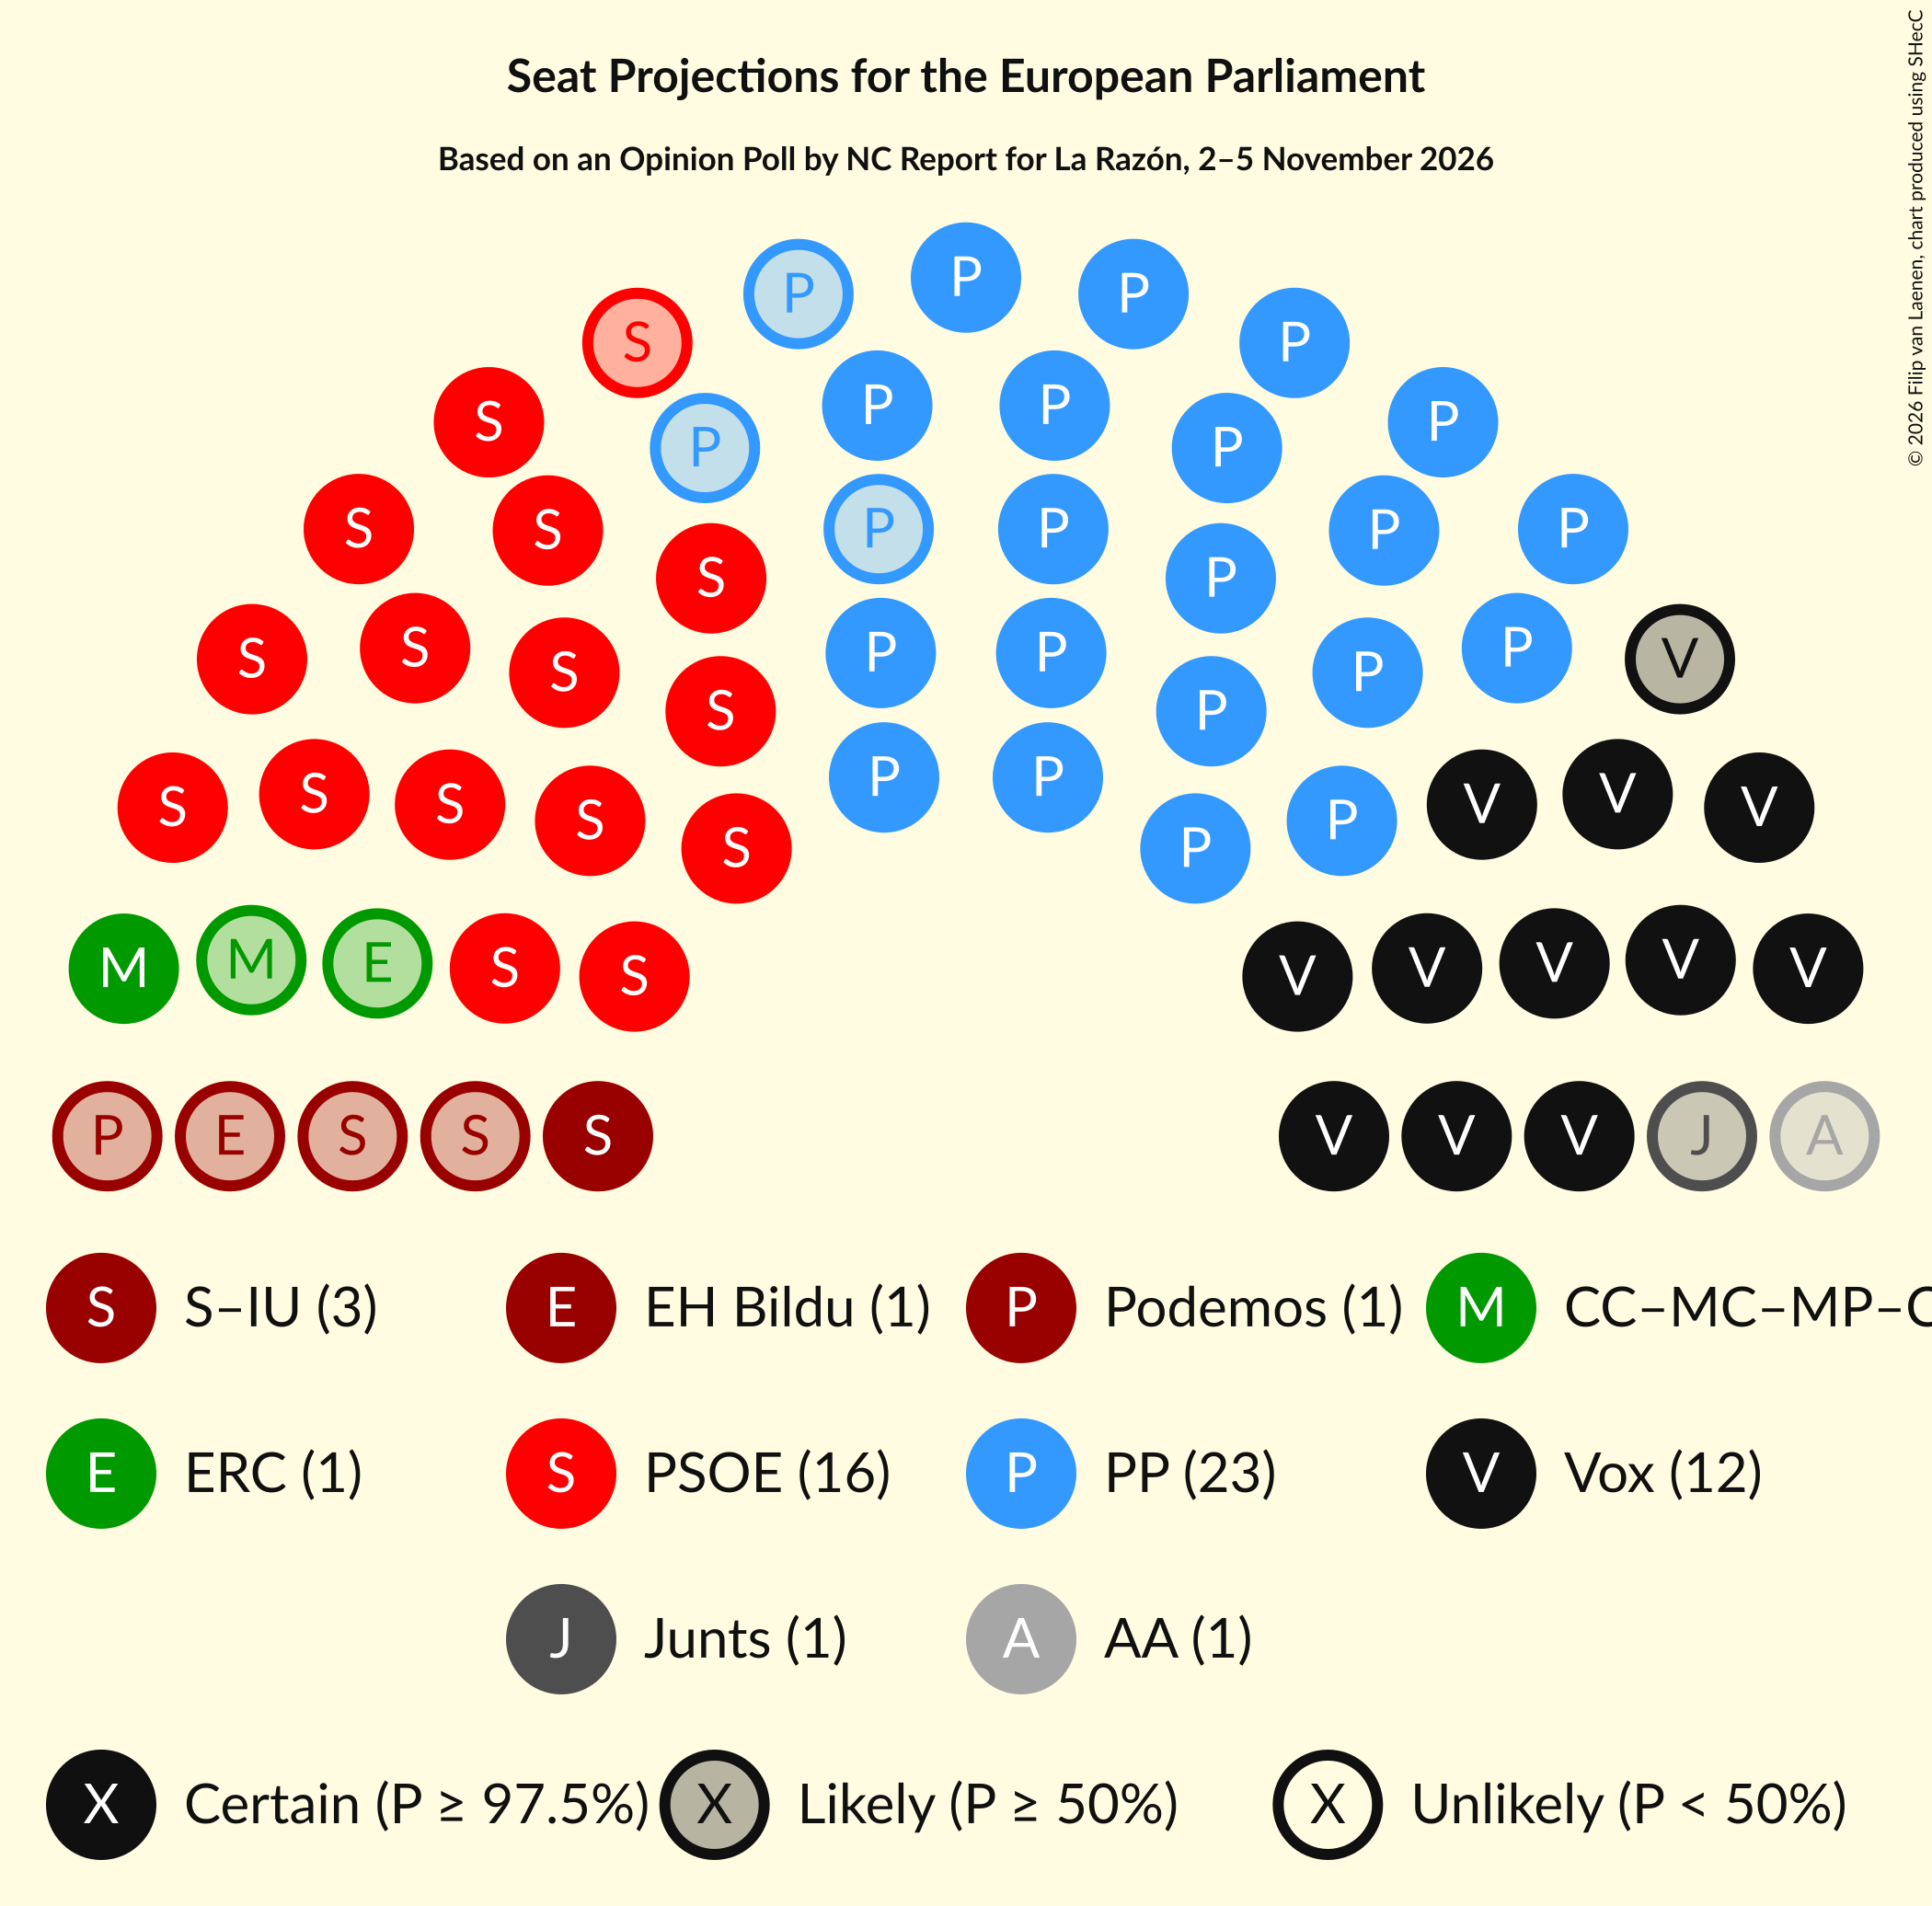 Seat Projections for the European Parliament
Based on an Opinion Poll by NC Report for La Razón, 2–5 November 2026
© 2026 Filip van Laenen, chart produced using SHecC
P
P P
S P
P P
S P
P P
S S P P P P
S P
S S P P P V
S P
S P
P P
S S S V V V
S P
S P
M M E S S V V V V V
P E S S S V V V J A
S S–IU (3) E EH Bildu (1) P Podemos (1) M CC–MC–MP–C
E ERC (1) S PSOE (16) P PP (23) V Vox (12)
J Junts (1) A AA (1)
X Certain (P ≥ 97.5%) X Likely (P ≥ 50%) X Unlikely (P < 50%)